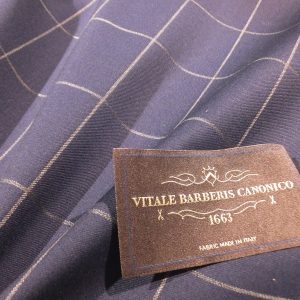 VITALE BARBERIS CANONICO
1663
FABRIC MADE IN ITALY